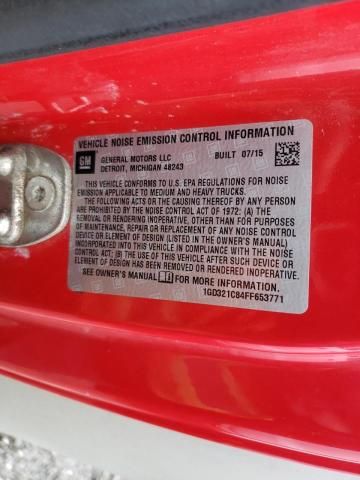 VEHICLE NOISE EMISSION CONTROL INFORMATION
GM GENERAL MOTORS LLC BUILT 07/15
DETROIT, MICHIGAN 48243
THIS VEHICLE CONFORMS TO U.S. EPA REGULATIONS FOR NOISE
EMISSION APPLICABLE TO MEDIUM AND HEAVY TRUCKS.
THE FOLLOWING ACTS OR THE CAUSING THEREOF BY ANY PERSON
ARE PROHIBITED BY THE NOISE CONTROL ACT OF 1972: (A) THE
REMOVAL OR RENDERING INOPERATIVE, OTHER THAN FOR PURPOSES
OF MAINTENANCE, REPAIR OR REPLACEMENT OF ANY NOISE CONTROL
DEVICE OR ELEMENT OF DESIGN (LISTED IN THE OWNER'S MANUAL)
INCORPORATED INTO THIS VEHICLE IN COMPLIANCE WITH THE NOISE CONTROL
ACT; (B) THE USE OF THIS VEHICLE AFTER SUCH DEVICE OR
ELEMENT OF DESIGN HAS BEEN REMOVED OR RENDERED INOPERATIVE.
SEE OWNER'S MANUAL FOR MORE INFORMATION.
1GD321C84FF653771